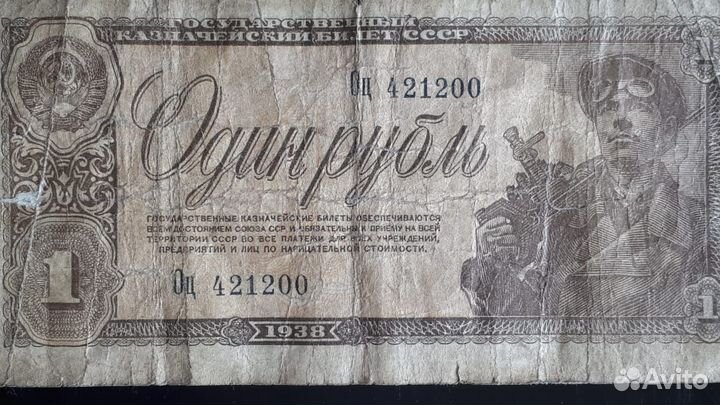 ГОСУДАРСТВЕННЫЙ
КАЗНАЧЕЙСКИЙ БИЛЕТ СССР
Оц 421200
Один рубль
ГОСУДАРСТВЕННЫЕ КАЗНАЧЕЙСКИЕ БИЛЕТЫ ОБЕСПЕЧИВАЮТСЯ
ВСЕМ ДОСТОЯНИЕМ СОЮЗА ССР И ОБЯЗАТЕЛЬНЫ К ПРИЕМУ НА ВСЕЙ
ТЕРРИТОРИИ СССР ВО ВСЕ ПЛАТЕЖИ ДЛЯ ВСЕХ УЧРЕЖДЕНИЙ,
ПРЕДПРИЯТИЙ И ЛИЦ ПО НАРИЦАТЕЛЬНОЙ СТОИМОСТИ.
Оц 421200
1
1
1
1938
Avito